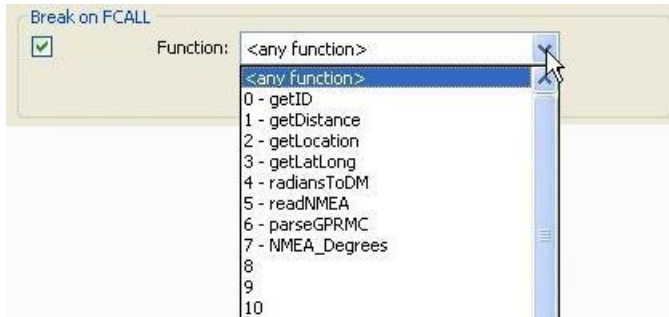 Break on FCALL
Function: <any function>
<any function>
0 - getID
1 - getDistance
2 - getLocation
3 - getLatLong
4 - radiansToDM
5 - readNMEA
6 - parseGPRMC
7 - NMEA_Degrees
8
9
10